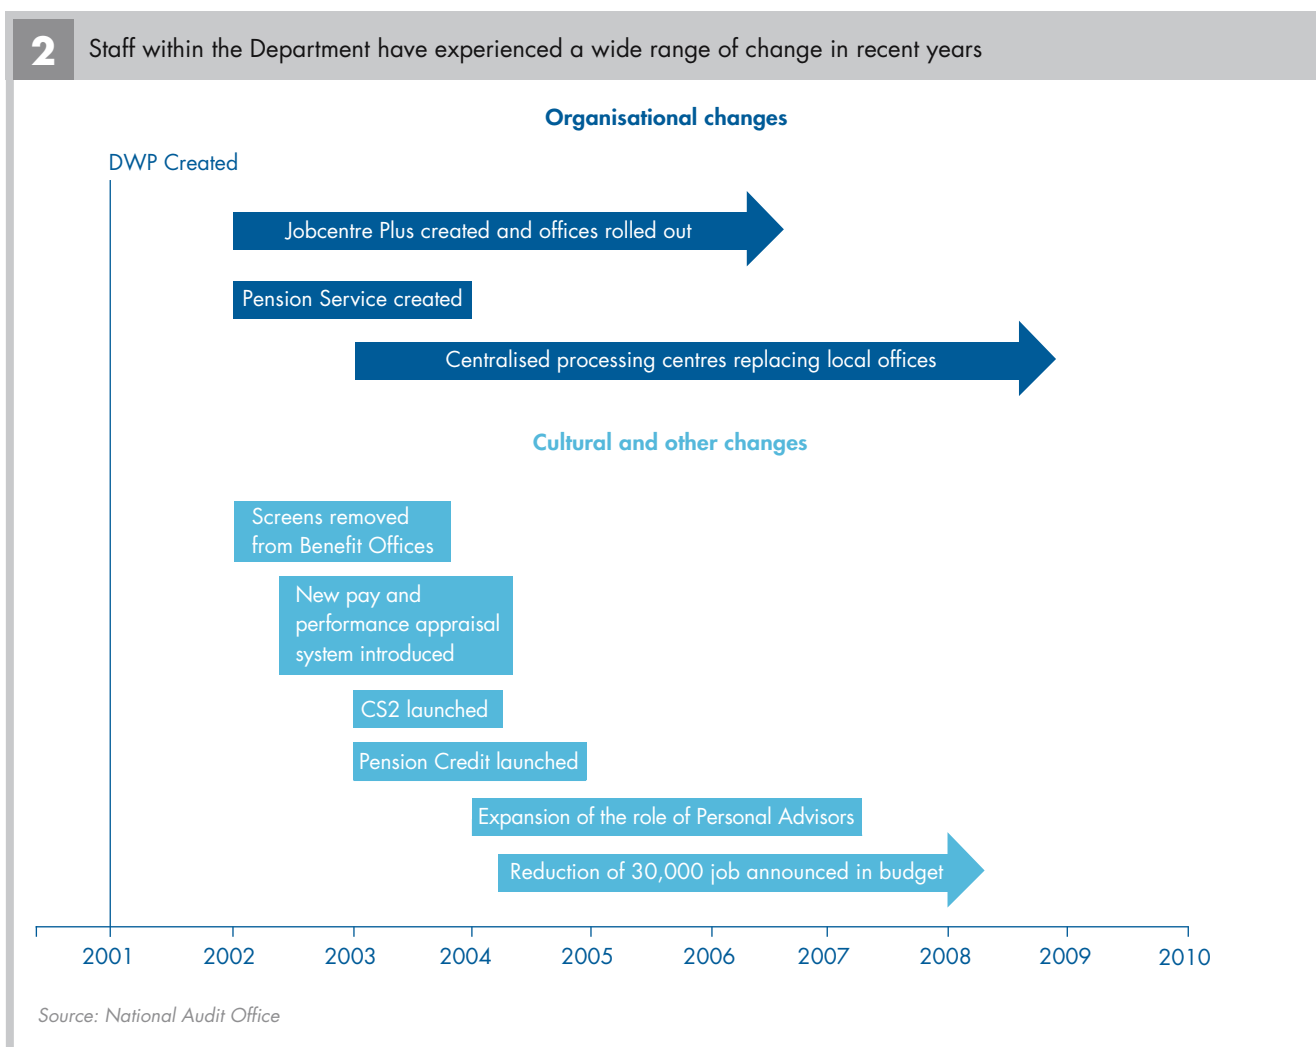 2
Staff within the Department have experienced a wide range of change in recent years
Organisational changes
DWP Created
Jobcentre Plus created and offices rolled out
Pension Service created
Centralised processing centres replacing local offices
Cultural and other changes
Screens removed
from Benefit Offices
New pay and
performance appraisal
system introduced
CS2 launched
Pension Credit launched
Expansion of the role of Personal Advisors
Reduction of 30,000 job announced in budget
2001 2002 2003 2004 2005 2006 2007 2008 2009 2010
Source: National Audit Office